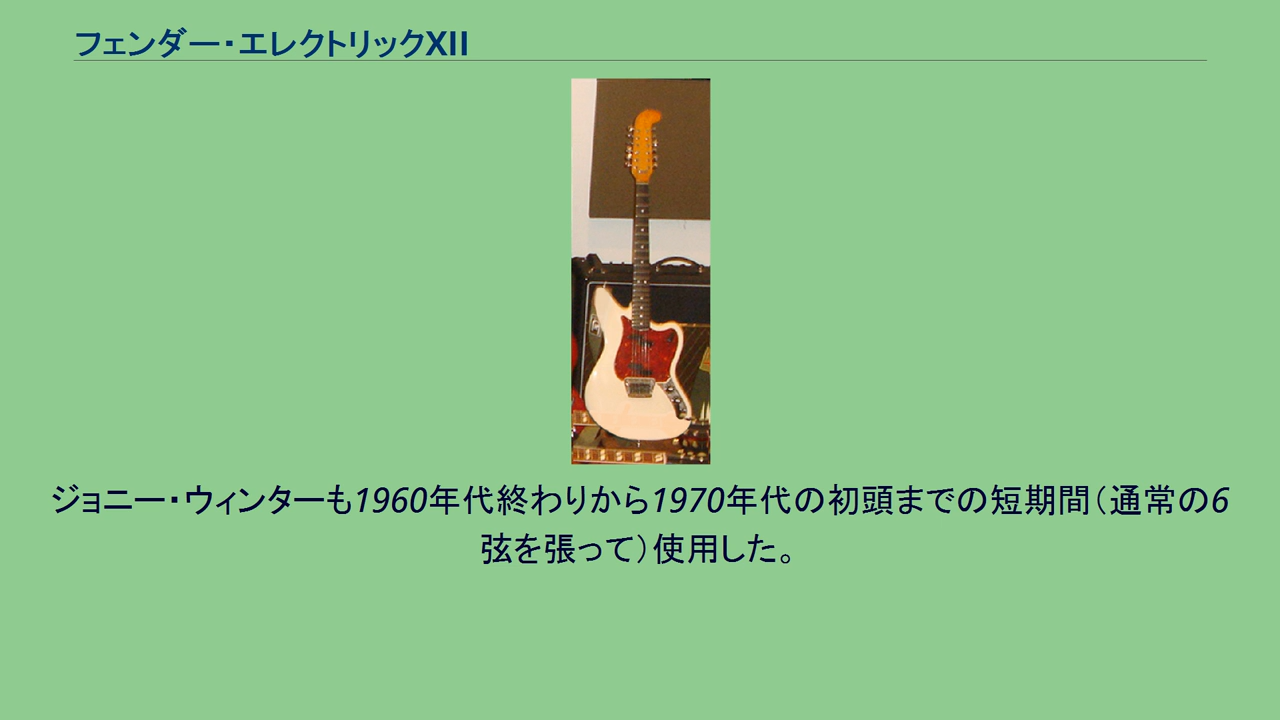 フェンダー・エレクトリックXII
ジョニー・ウィンターも1960年代終わりから1970年代の初頭までの短期間(通常の6
弦を張って)使用した。